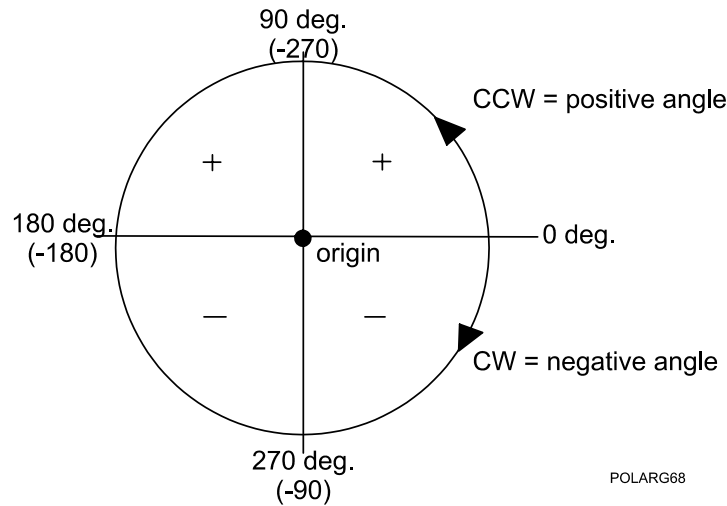 90 deg.
(-270)
CCW = positive angle
+ +
180 deg.
(-180)
0 deg.
origin
— —
CW = negative angle
270 deg.
(-90)
POLARG68